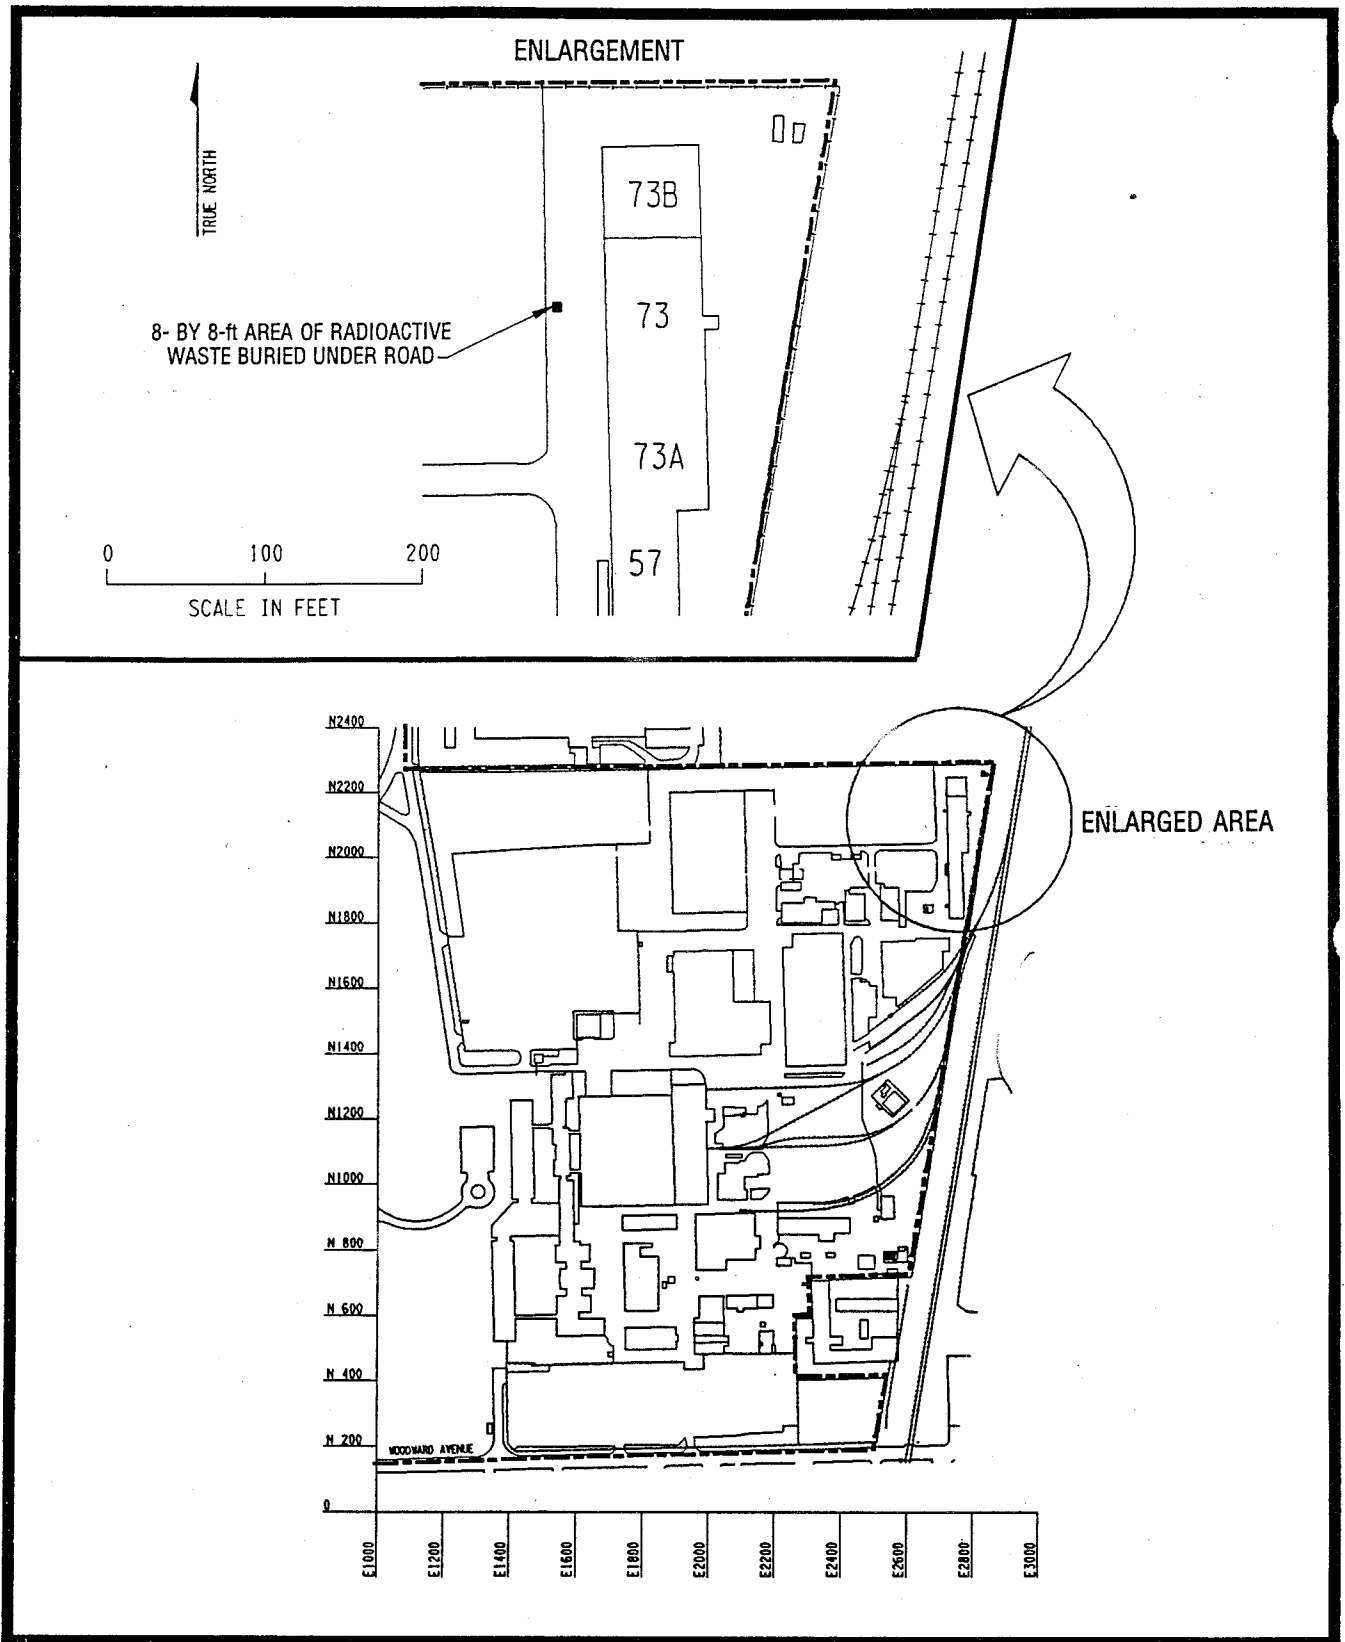 ENLARGEMENT
TRUE NORTH
73B
73
8- BY 8-ft AREA OF RADIOACTIVE
WASTE BURIED UNDER ROAD
73A
57
0 100 200
SCALE IN FEET
ENLARGED AREA
N2400
N2200
N2000
N1800
N1600
N1400
N1200
N1000
N 800
N 600
N 400
N 200
WOODWARD AVENUE
0
E1000 E1200 E1400 E1600 E1800 E2000 E2200 E2400 E2600 E2800 E3000